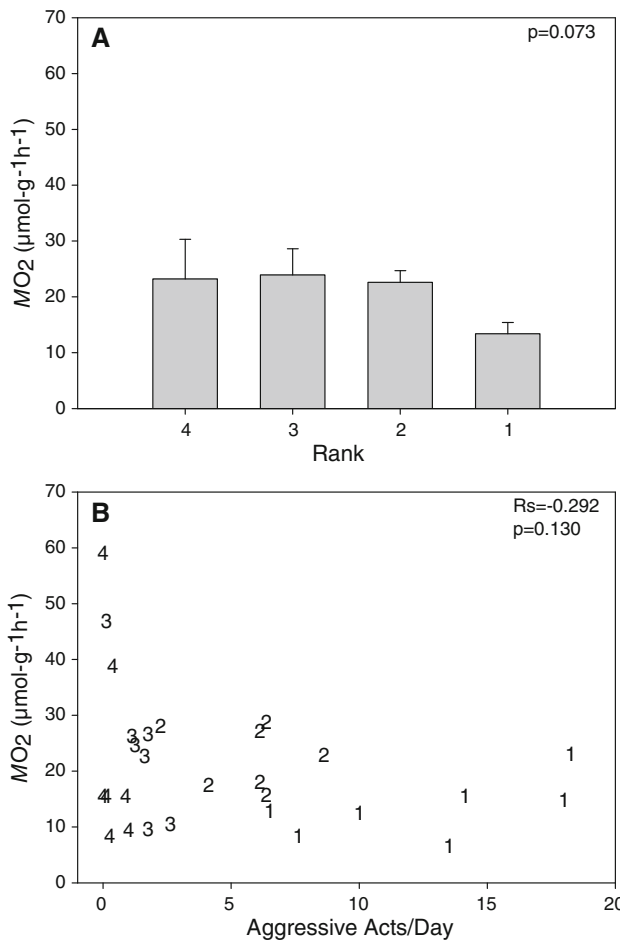 A
p=0.073
70
60
50
40
30
20
10
0
MO2 (µmol-g-1h-1)
4 3 2 1
Rank
B
Rs=-0.292
p=0.130
70
60
50
40
30
20
10
0
MO2 (µmol-g-1h-1)
4
3
4
3 3 2 2 2
3 3 2 1
4 4 4 2 2 2 1 1
4 4 3 3 1 1 1 1
0 5 10 15 20
Aggressive Acts/Day